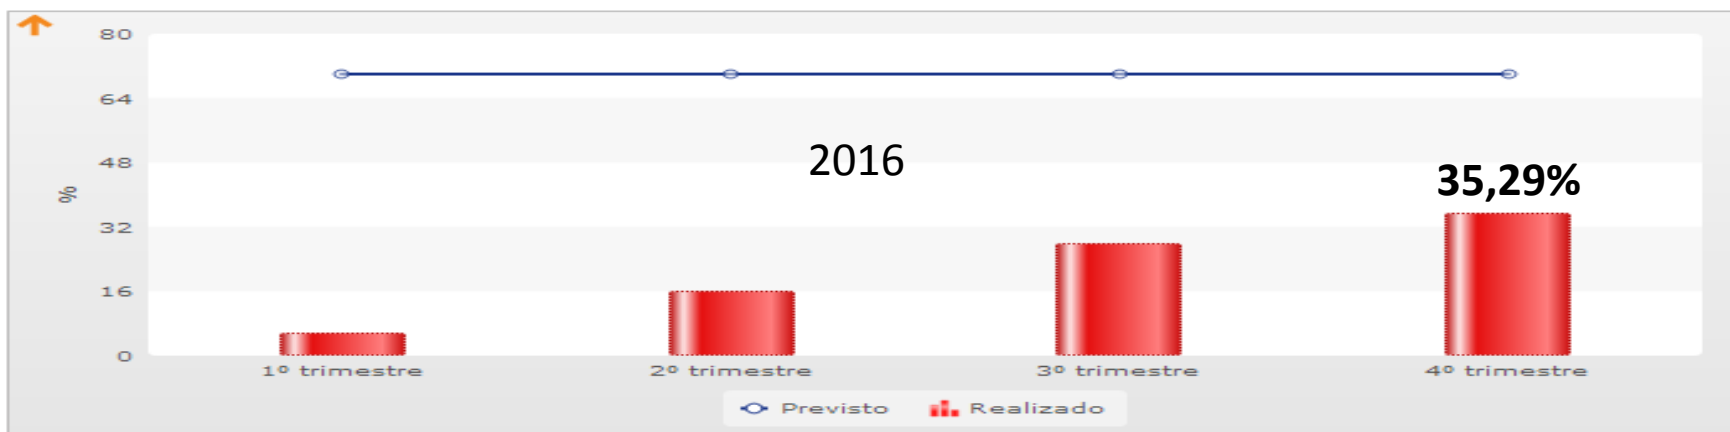 80
64
48
32
16
0
%
2016
35,29%
1º trimestre
2º trimestre
3º trimestre
4º trimestre
Previsto
Realizado